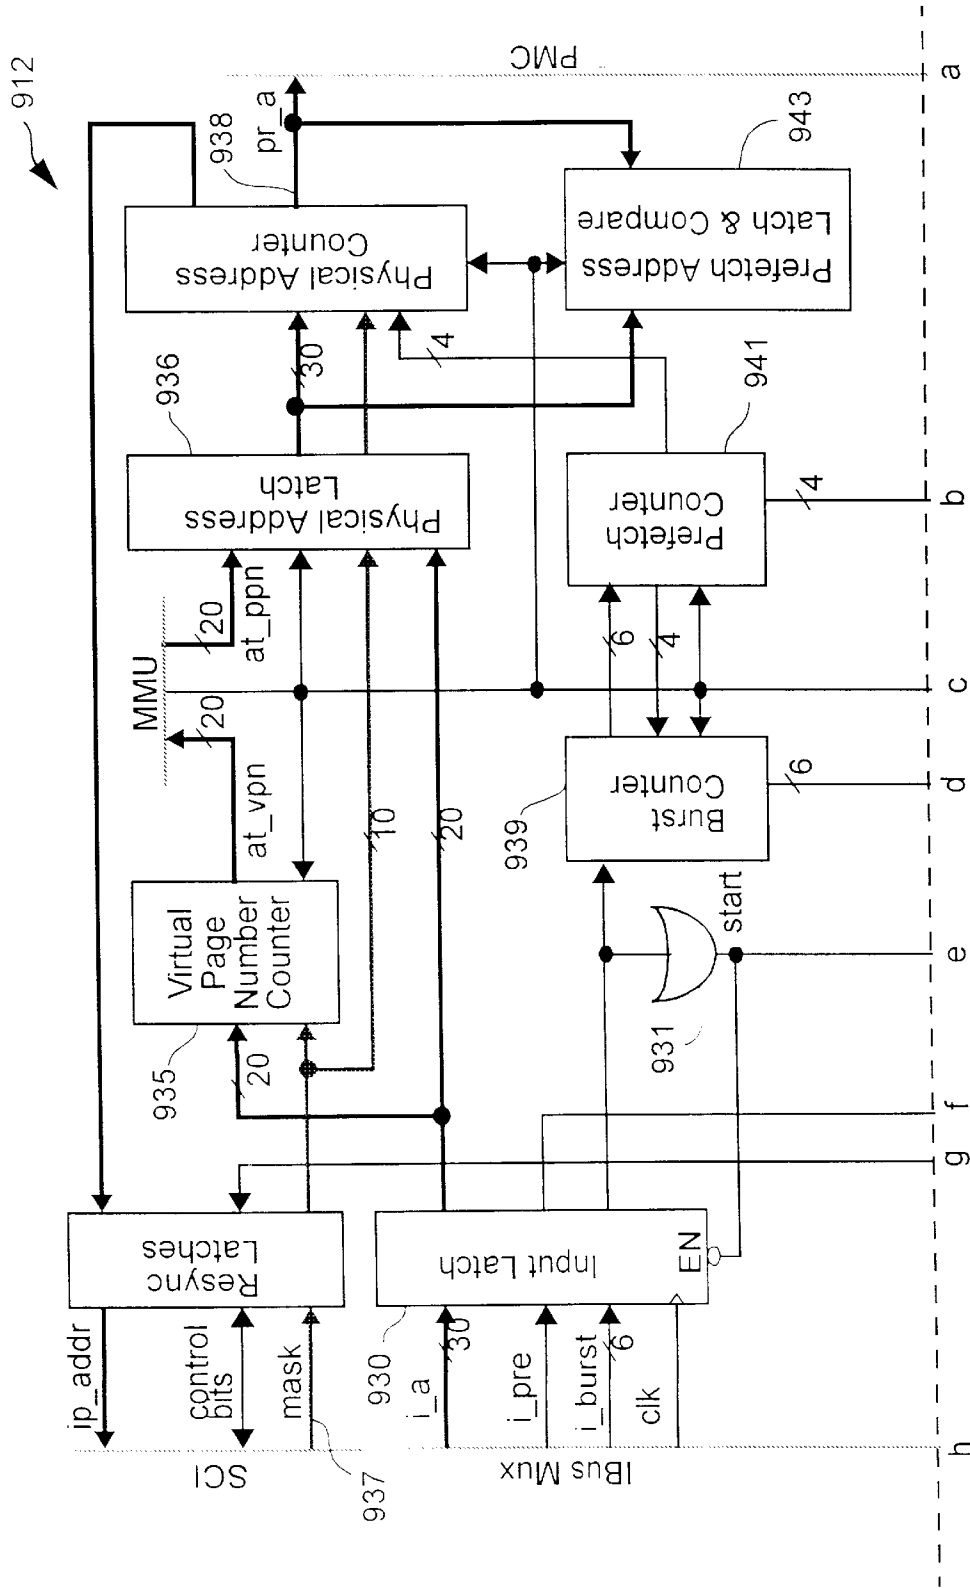 912
SCI
ip_addr
control
bits
mask
937
Resync
Latches
935
20
Virtual
Page
Number
Counter
at_vpn
20
MMU
20
at_ppn
10
20
936
Physical Address
Latch
30
4
938
Physical Address
Counter
pr_a
PMC
IBus Mux
i_a
30
i_pre
i_burst
6
clk
930
Input Latch
EN
931
start
939
Burst
Counter
6
6
4
941
Prefetch
Counter
4
943
Prefetch Address
Latch & Compare
h
g
f
e
d
c
b
a